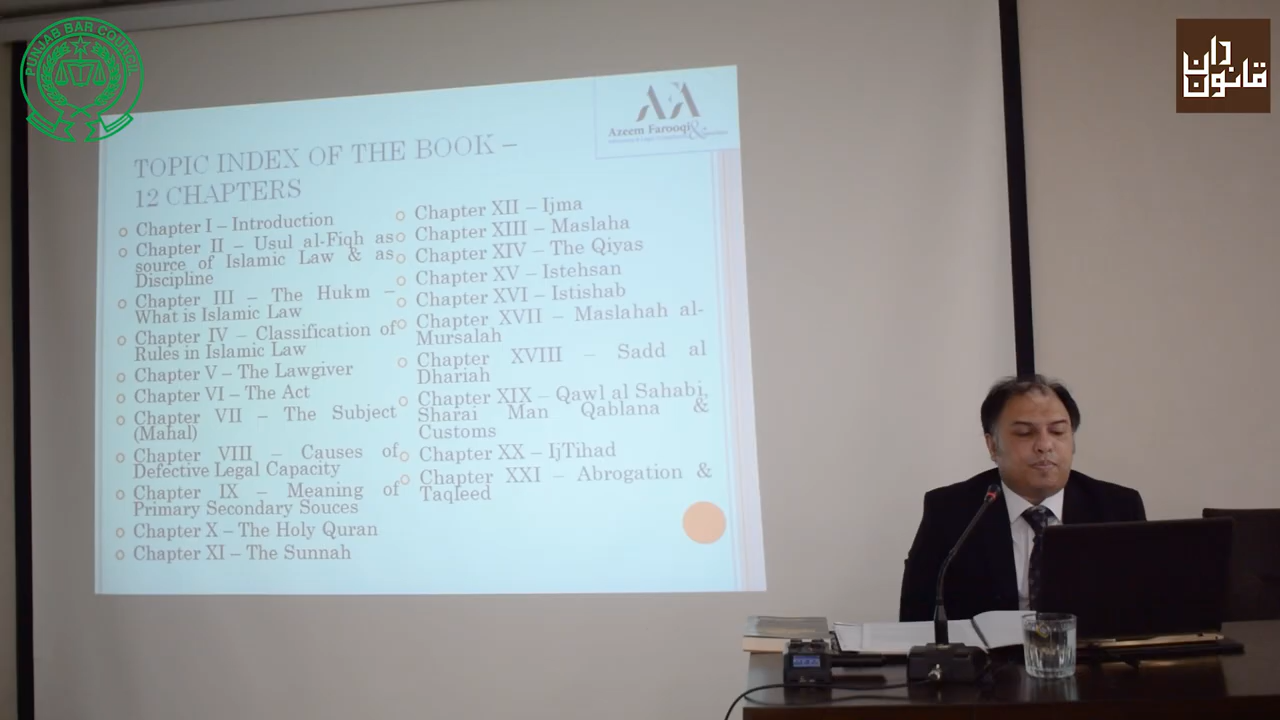 PUNJAB BAR COUNCIL
قانون دان
Azeem Farooqi &
TOPIC INDEX OF THE BOOK –
12 CHAPTERS
Chapter I – Introduction
Chapter II – Usul al-Fiqh as
source of Islamic Law & as
Discipline
Chapter III – The Hukm –
What is Islamic Law
Chapter IV – Classification of
Rules in Islamic Law
Chapter V – The Lawgiver
Chapter VI – The Act
Chapter VII – The Subject
(Mahal)
Chapter VIII – Causes of
Defective Legal Capacity
Chapter IX – Meaning of
Primary Secondary Souces
Chapter X – The Holy Quran
Chapter XI – The Sunnah
Chapter XII – Ijma
Chapter XIII – Maslaha
Chapter XIV – The Qiyas
Chapter XV – Istehsan
Chapter XVI – Istishab
Chapter XVII – Maslahah al-
Mursalah
Chapter XVIII – Sadd al
Dhariah
Chapter XIX – Qawl al Sahabi,
Sharai Man Qablana &
Customs
Chapter XX – IjTihad
Chapter XXI – Abrogation &
Taqleed